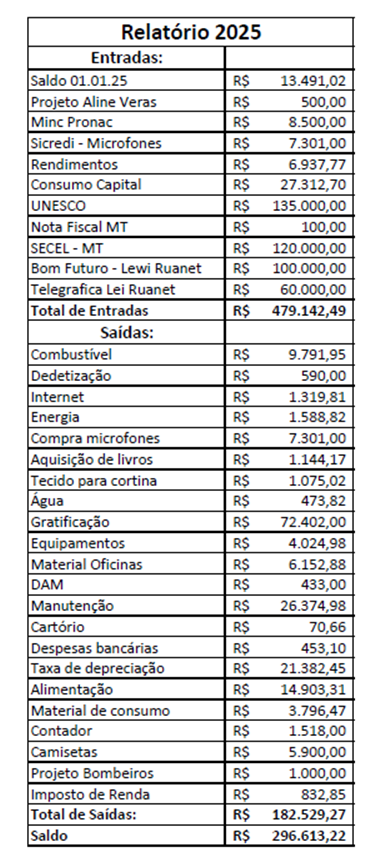 Relatório 2025
Entradas:
Saldo 01.01.25 R$ 13.491,02
Projeto Aline Veras R$ 500,00
Minc Pronac R$ 8.500,00
Sicredi - Microfones R$ 7.301,00
Rendimentos R$ 6.937,77
Consumo Capital R$ 27.312,70
UNESCO R$ 135.000,00
Nota Fiscal MT R$ 100,00
SECEL - MT R$ 120.000,00
Bom Futuro - Lewi Ruanet R$ 100.000,00
Telegrafica Lei Ruanet R$ 60.000,00
Total de Entradas R$ 479.142,49
Saídas:
Combustível R$ 9.791,95
Dedetização R$ 590,00
Internet R$ 1.319,81
Energia R$ 1.588,82
Compra microfones R$ 7.301,00
Aquisição de livros R$ 1.144,17
Tecido para cortina R$ 1.075,02
Água R$ 473,82
Gratificação R$ 72.402,00
Equipamentos R$ 4.024,98
Material Oficinas R$ 6.152,88
DAM R$ 433,00
Manutenção R$ 26.374,98
Cartório R$ 70,66
Despesas bancárias R$ 453,10
Taxa de depreciação R$ 21.382,45
Alimentação R$ 14.903,31
Material de consumo R$ 3.796,47
Contador R$ 1.518,00
Camisetas R$ 5.900,00
Projeto Bombeiros R$ 1.000,00
Imposto de Renda R$ 832,85
Total de Saídas: R$ 182.529,27
Saldo R$ 296.613,22